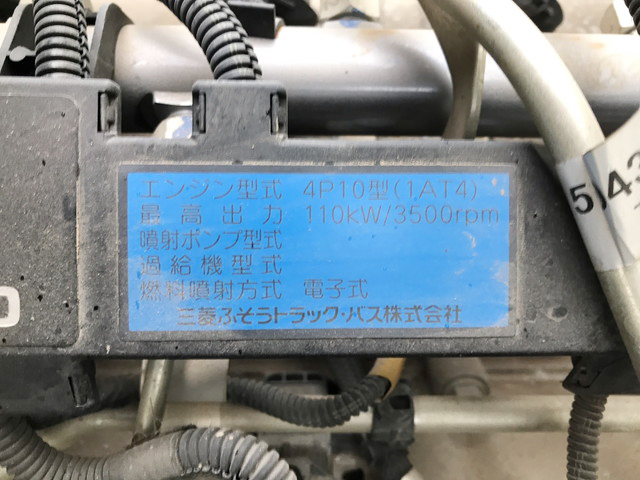 エンジン型式 4P10型(1AT4)
最高出力 110kW/3500rpm
噴射ポンプ型式
過給機型式
燃料噴射方式 電子式
三菱ふそうトラック・バス株式会社